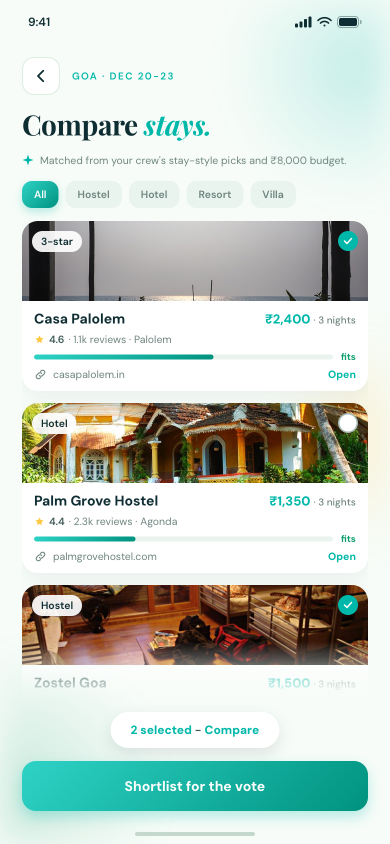 9:41
GOA · DEC 20–23
Compare stays.
Matched from your crew's stay-style picks and ₹8,000 budget.
All Hostel Hotel Resort Villa
3-star
Casa Palolem ₹2,400 · 3 nights
4.6 · 1.1k reviews · Palolem
fits
casapalolem.in Open
Hotel
Palm Grove Hostel ₹1,350 · 3 nights
4.4 · 2.3k reviews · Agonda
fits
palmgrovehostel.com Open
Hostel
Zostel Goa ₹1,500 · 3 nights
2 selected – Compare
Shortlist for the vote